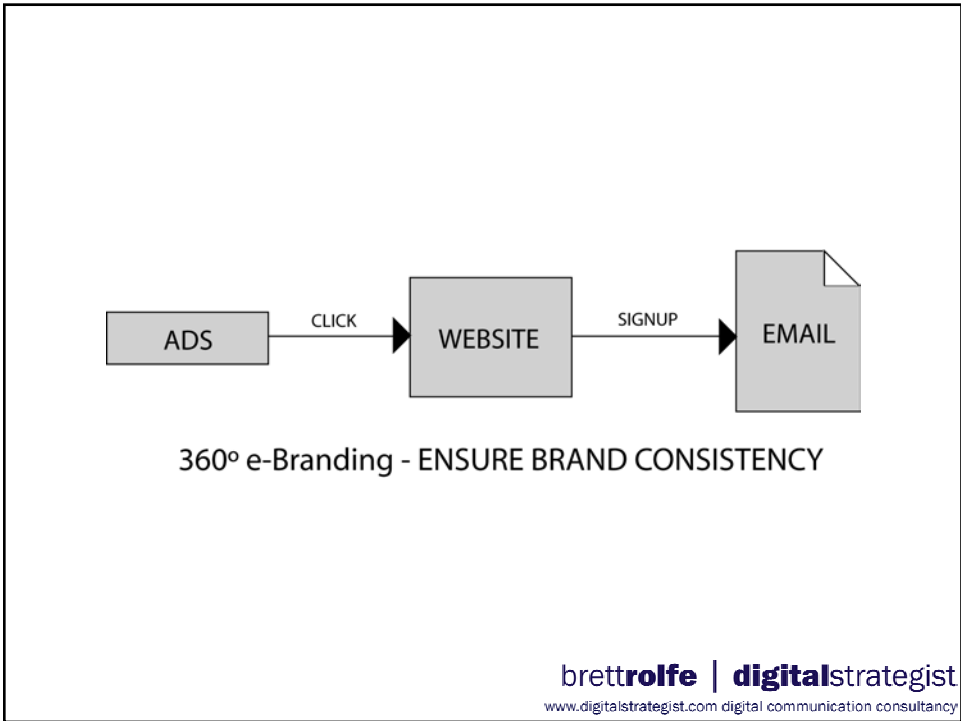 ADS
CLICK
WEBSITE
SIGNUP
EMAIL
360º e-Branding - ENSURE BRAND CONSISTENCY
brettrolfe | digitalstrategist
www.digitalstrategist.com digital communication consultancy